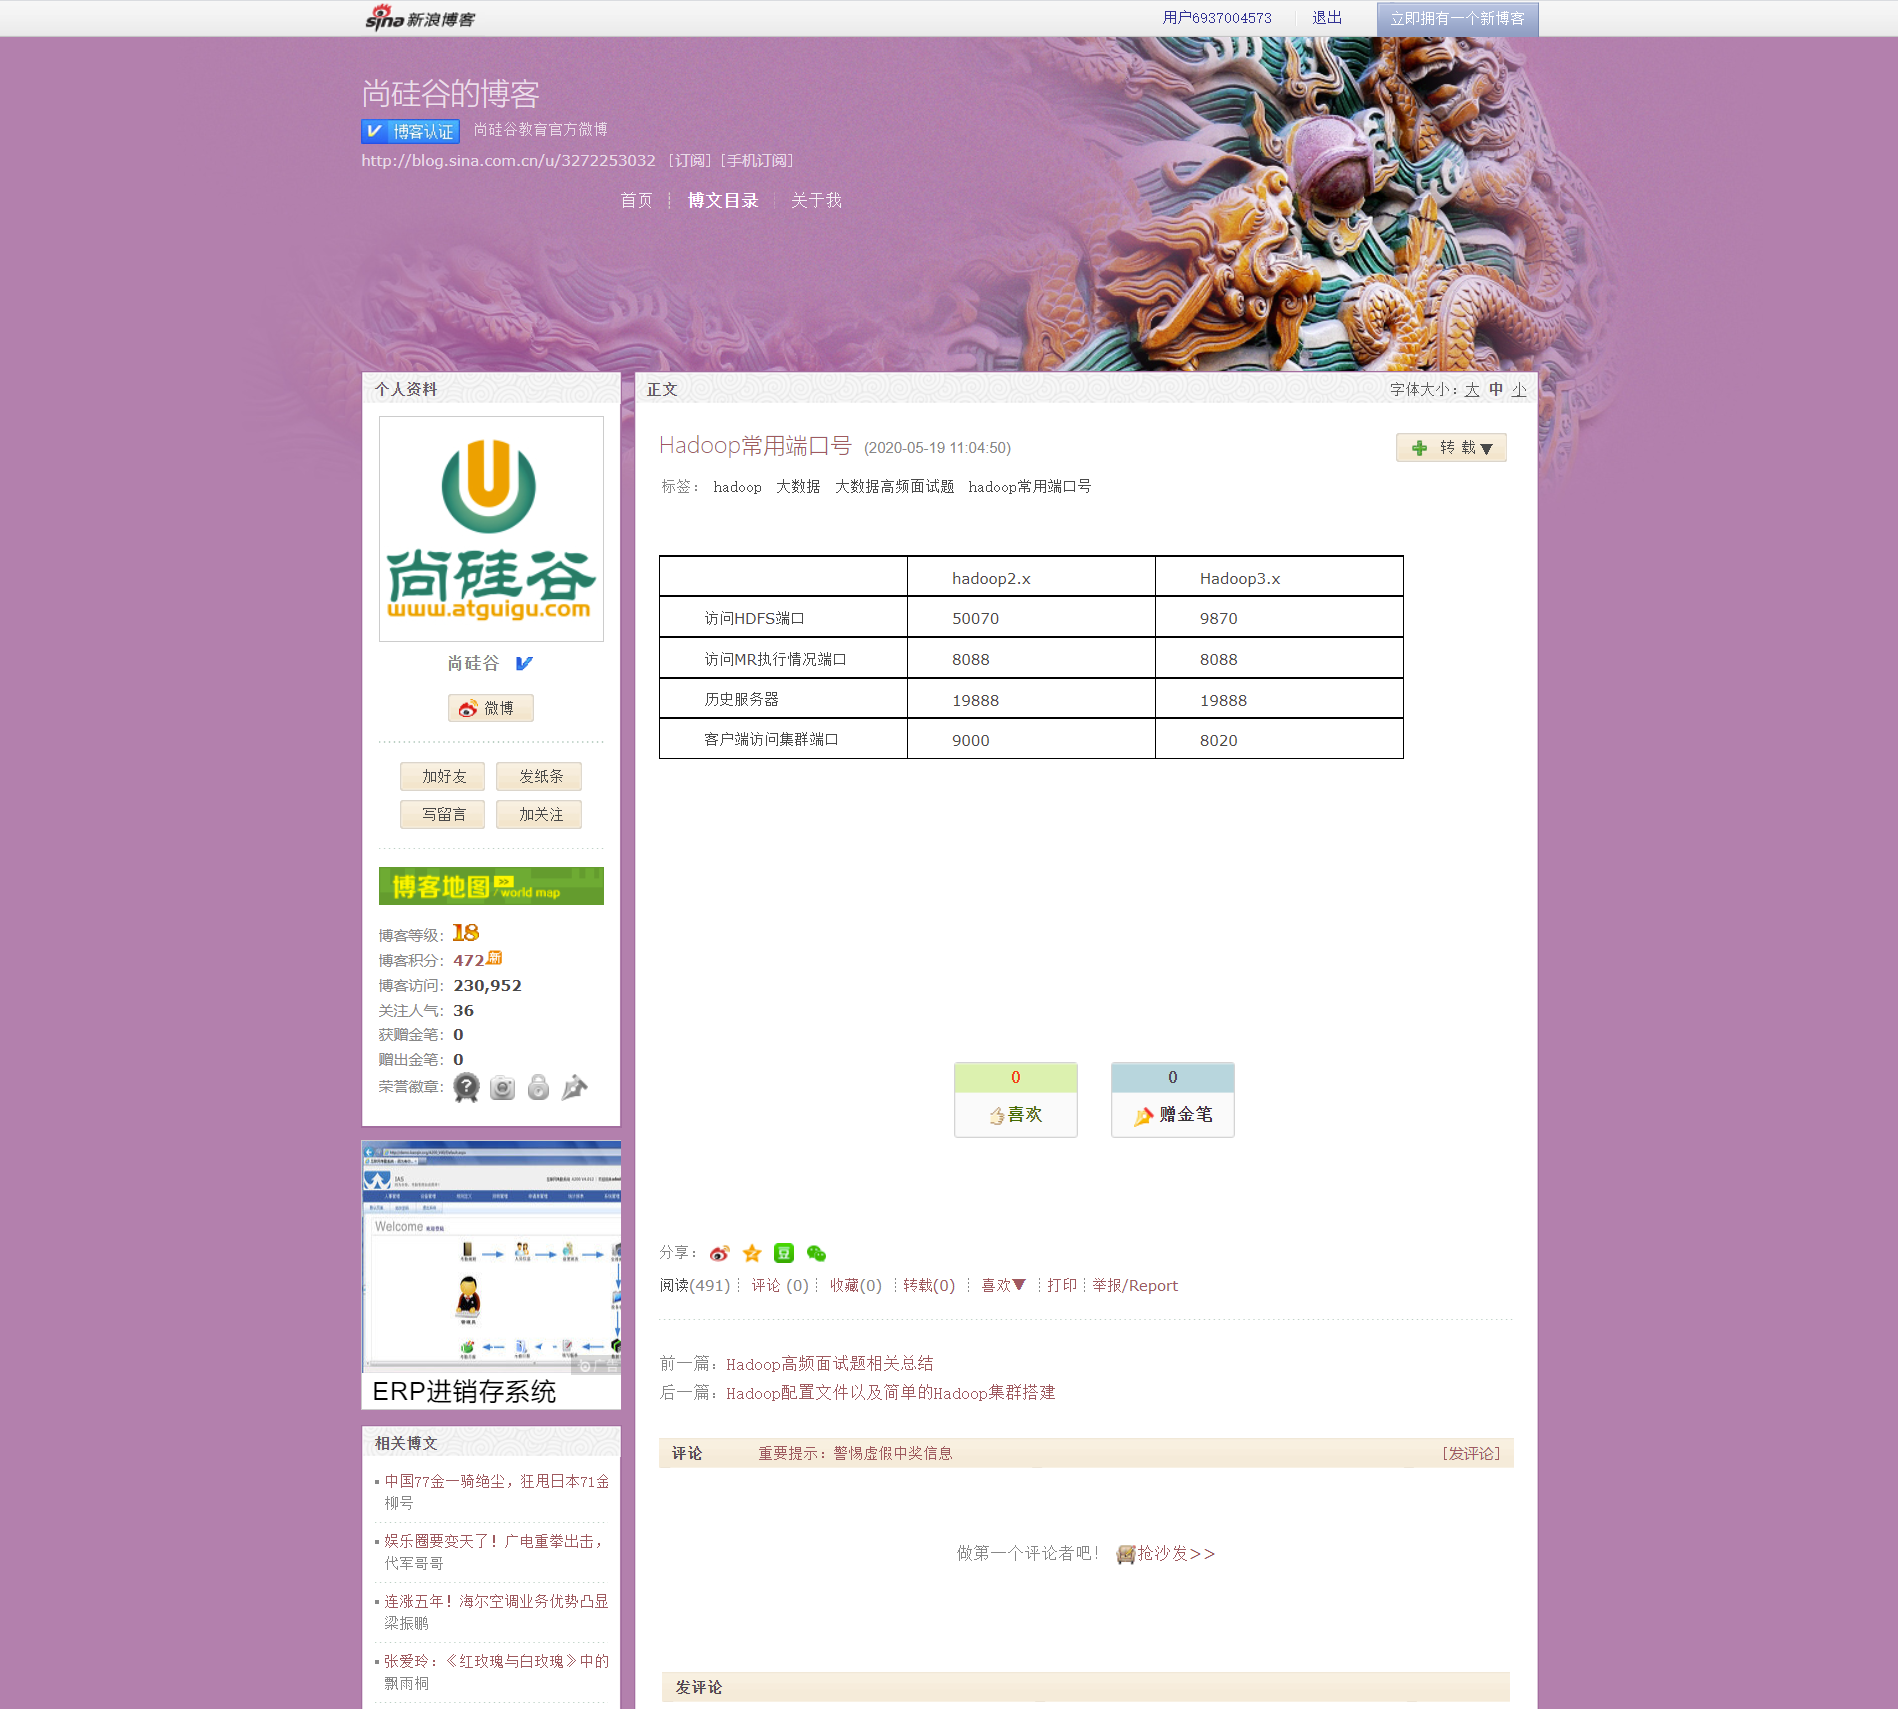 sina 新浪博客
用户6937004573 退出 立即拥有一个新博客
尚硅谷的博客
博客认证 尚硅谷教育官方微博
http://blog.sina.com.cn/u/3272253032 [订阅] [手机订阅]
首页 博文目录 关于我
个人资料
尚硅谷
www.atguigu.com
尚硅谷
微博
加好友 发纸条
写留言 加关注
博客地图 >> / world map
博客等级：18
博客积分：472 新
博客访问：230,952
关注人气：36
获赠金笔：0
赠出金笔：0
荣誉徽章：
Welcome
广告
ERP进销存系统
相关博文
中国77金一骑绝尘，狂甩日本71金
柳号
娱乐圈要变天了！广电重拳出击，
代军哥哥
连涨五年！海尔空调业务优势凸显
梁振鹏
张爱玲：《红玫瑰与白玫瑰》中的
飘雨桐
正文 字体大小：大 中 小
Hadoop常用端口号 (2020-05-19 11:04:50) 转载▼
标签： hadoop 大数据 大数据高频面试题 hadoop常用端口号
hadoop2.x Hadoop3.x
访问HDFS端口 50070 9870
访问MR执行情况端口 8088 8088
历史服务器 19888 19888
客户端访问集群端口 9000 8020
0 0
喜欢 赠金笔
分享：
阅读(491) 评论 (0) 收藏(0) 转载(0) 喜欢▼ 打印 举报/Report
前一篇：Hadoop高频面试题相关总结
后一篇：Hadoop配置文件以及简单的Hadoop集群搭建
评论 重要提示：警惕虚假中奖信息 [发评论]
做第一个评论者吧！ 抢沙发>>
发评论